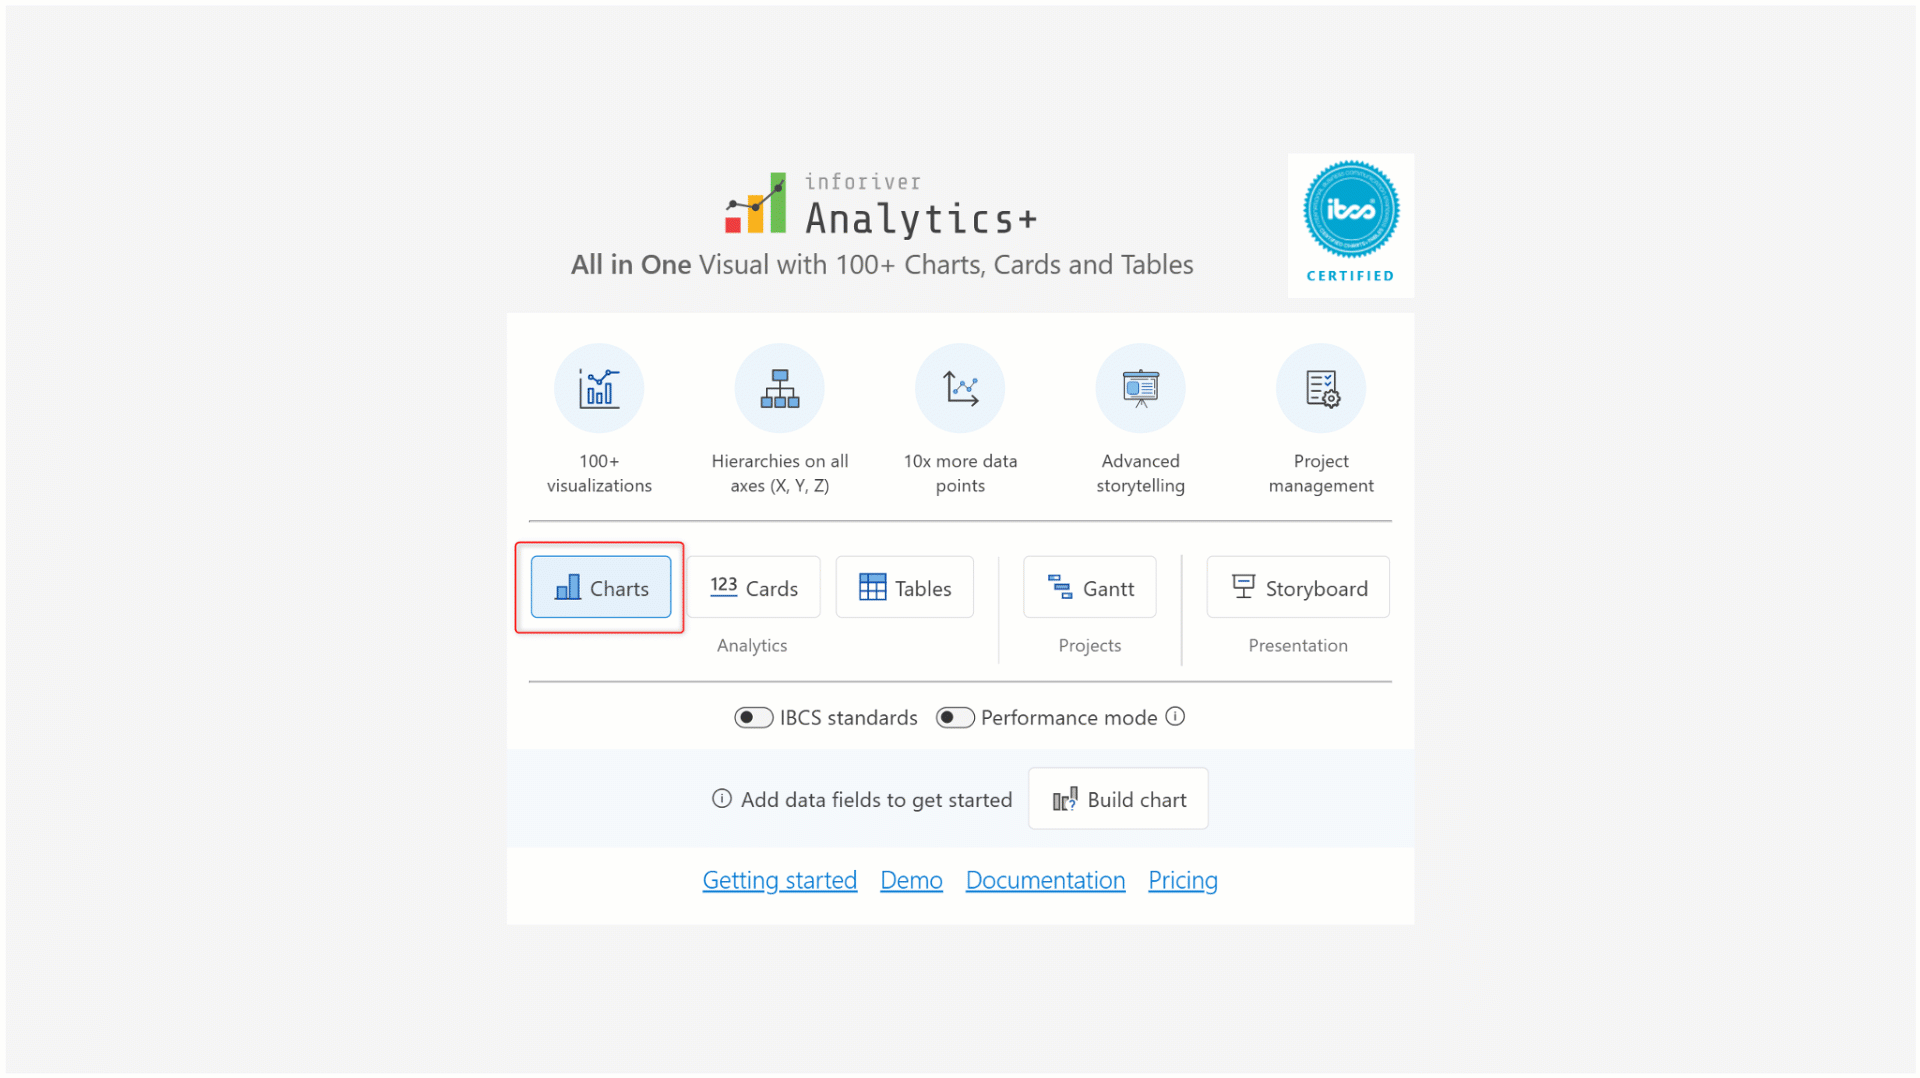 inforiver
Analytics+
All in One Visual with 100+ Charts, Cards and Tables
ibcs
CERTIFIED
100+
visualizations
Hierarchies on all
axes (X, Y, Z)
10x more data
points
Advanced
storytelling
Project
management
Charts
123 Cards
Tables
Gantt
Storyboard
Analytics
Projects
Presentation
IBCS standards
Performance mode
Add data fields to get started
Build chart
Getting started
Demo
Documentation
Pricing